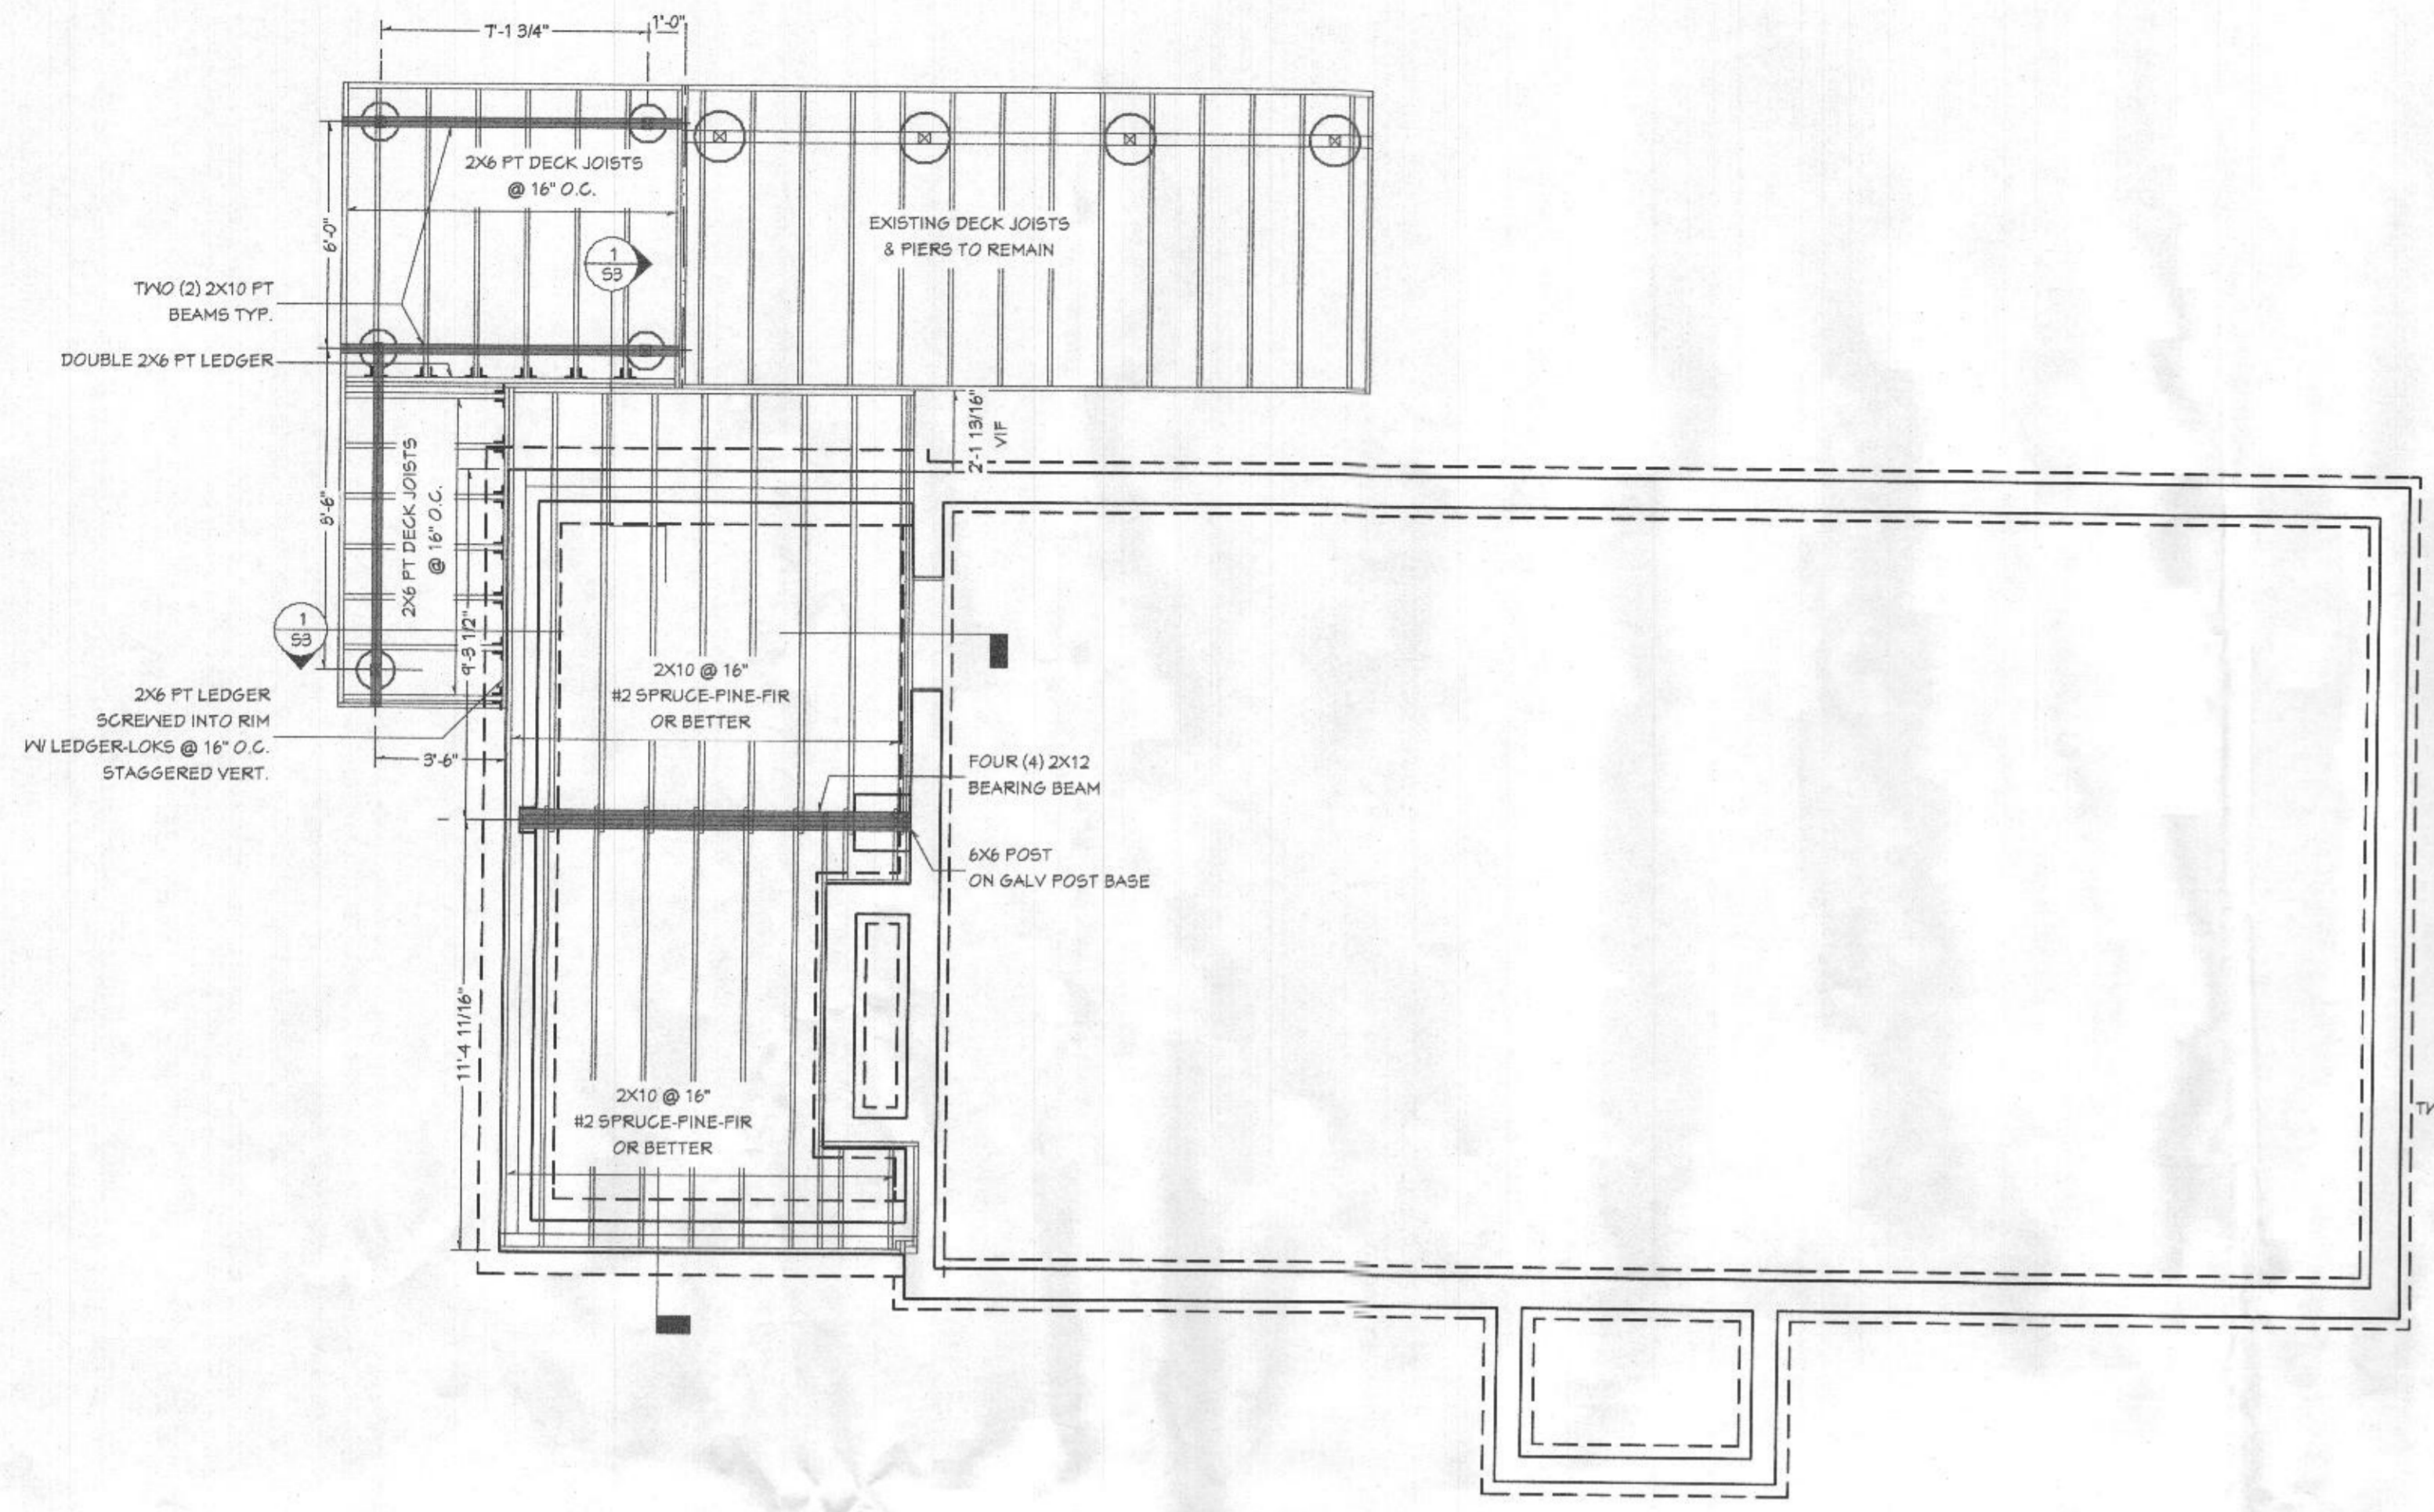 7'-1 3/4"
1'-0"
2X6 PT DECK JOISTS
@ 16" O.C.
6'-0"
EXISTING DECK JOISTS
& PIERS TO REMAIN
1
S3
TWO (2) 2X10 PT
BEAMS TYP.
DOUBLE 2X6 PT LEDGER
2'-1 13/16"
VIF
8'-6"
2X6 PT DECK JOISTS
@ 16" O.C.
1
S3
9'-3 1/2"
2X6 PT LEDGER
SCREWED INTO RIM
W/ LEDGER-LOKS @ 16" O.C.
STAGGERED VERT.
3'-6"
2X10 @ 16"
#2 SPRUCE-PINE-FIR
OR BETTER
FOUR (4) 2X12
BEARING BEAM
6X6 POST
ON GALV POST BASE
11'-4 11/16"
2X10 @ 16"
#2 SPRUCE-PINE-FIR
OR BETTER